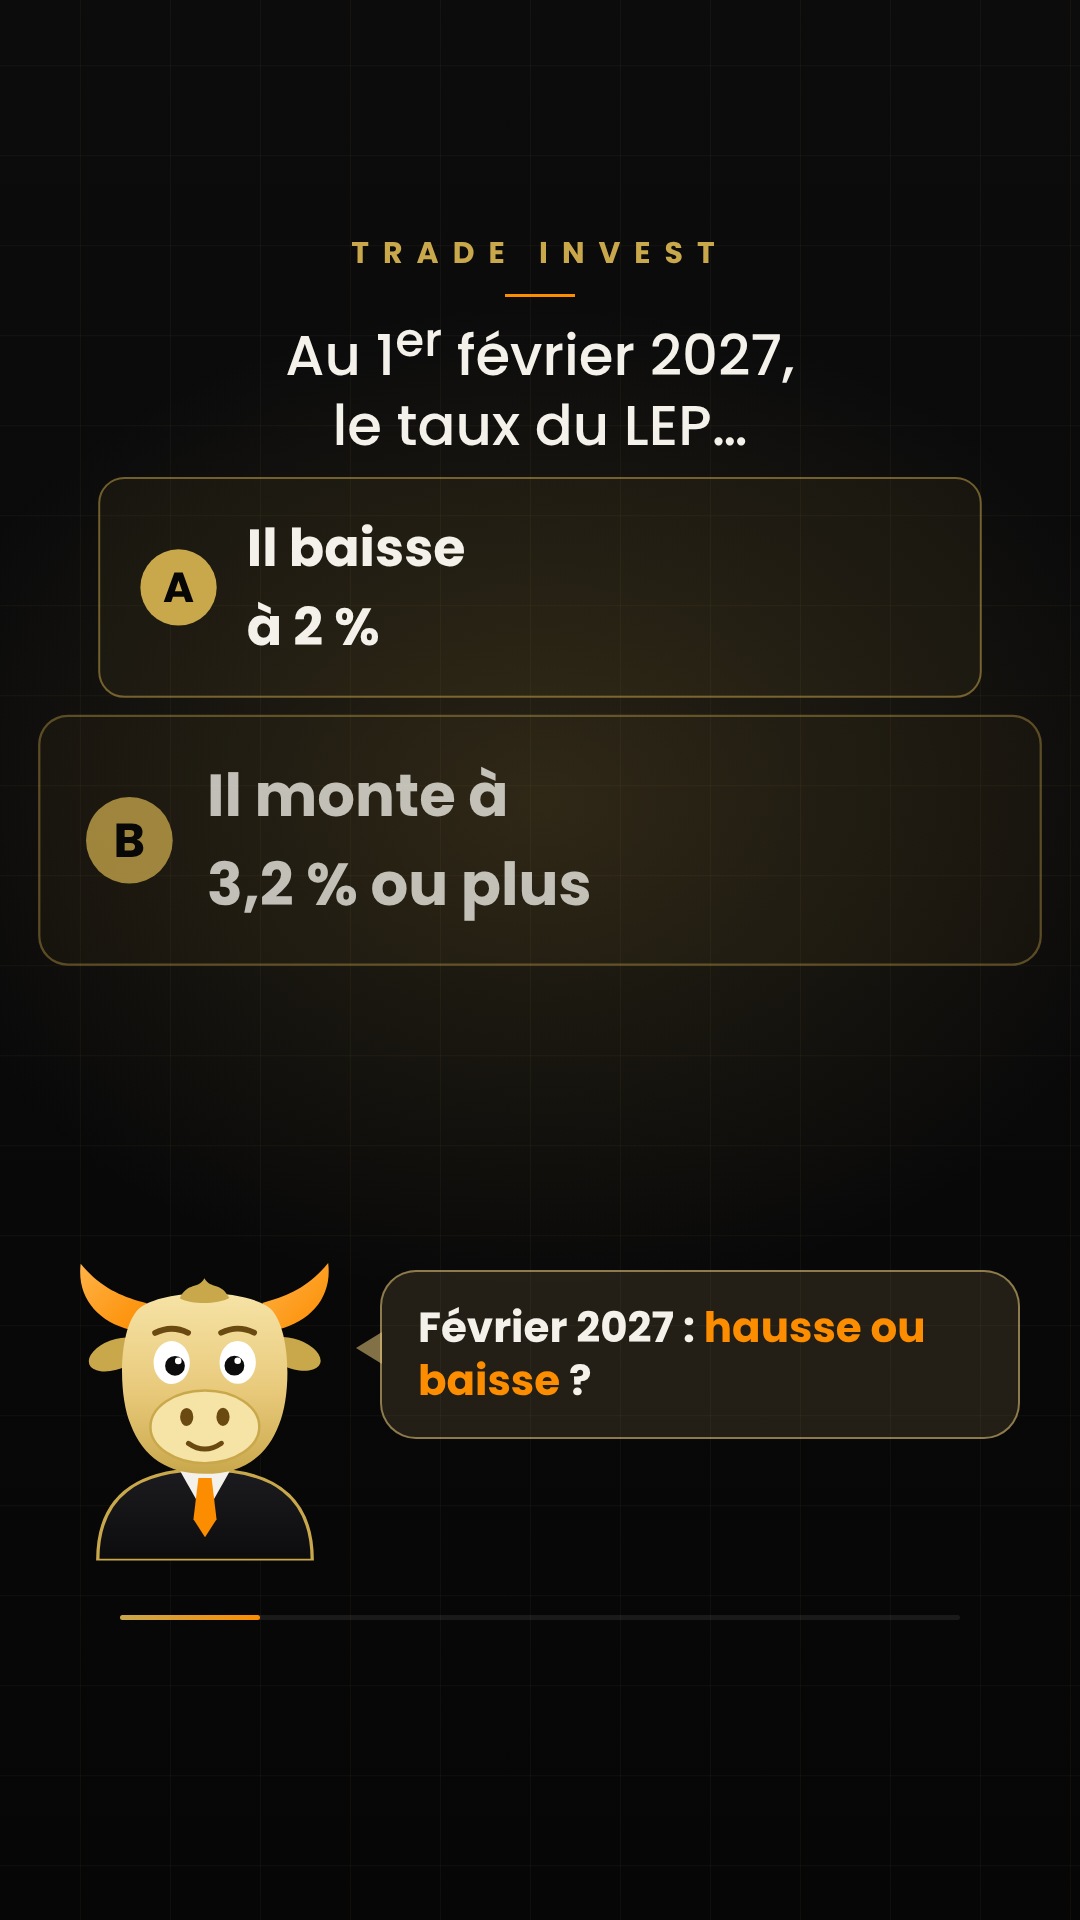 TRADE INVEST
Au 1er février 2027,
le taux du LEP…
A
Il baisse
à 2 %
B
Il monte à
3,2 % ou plus
Février 2027 : hausse ou
baisse ?